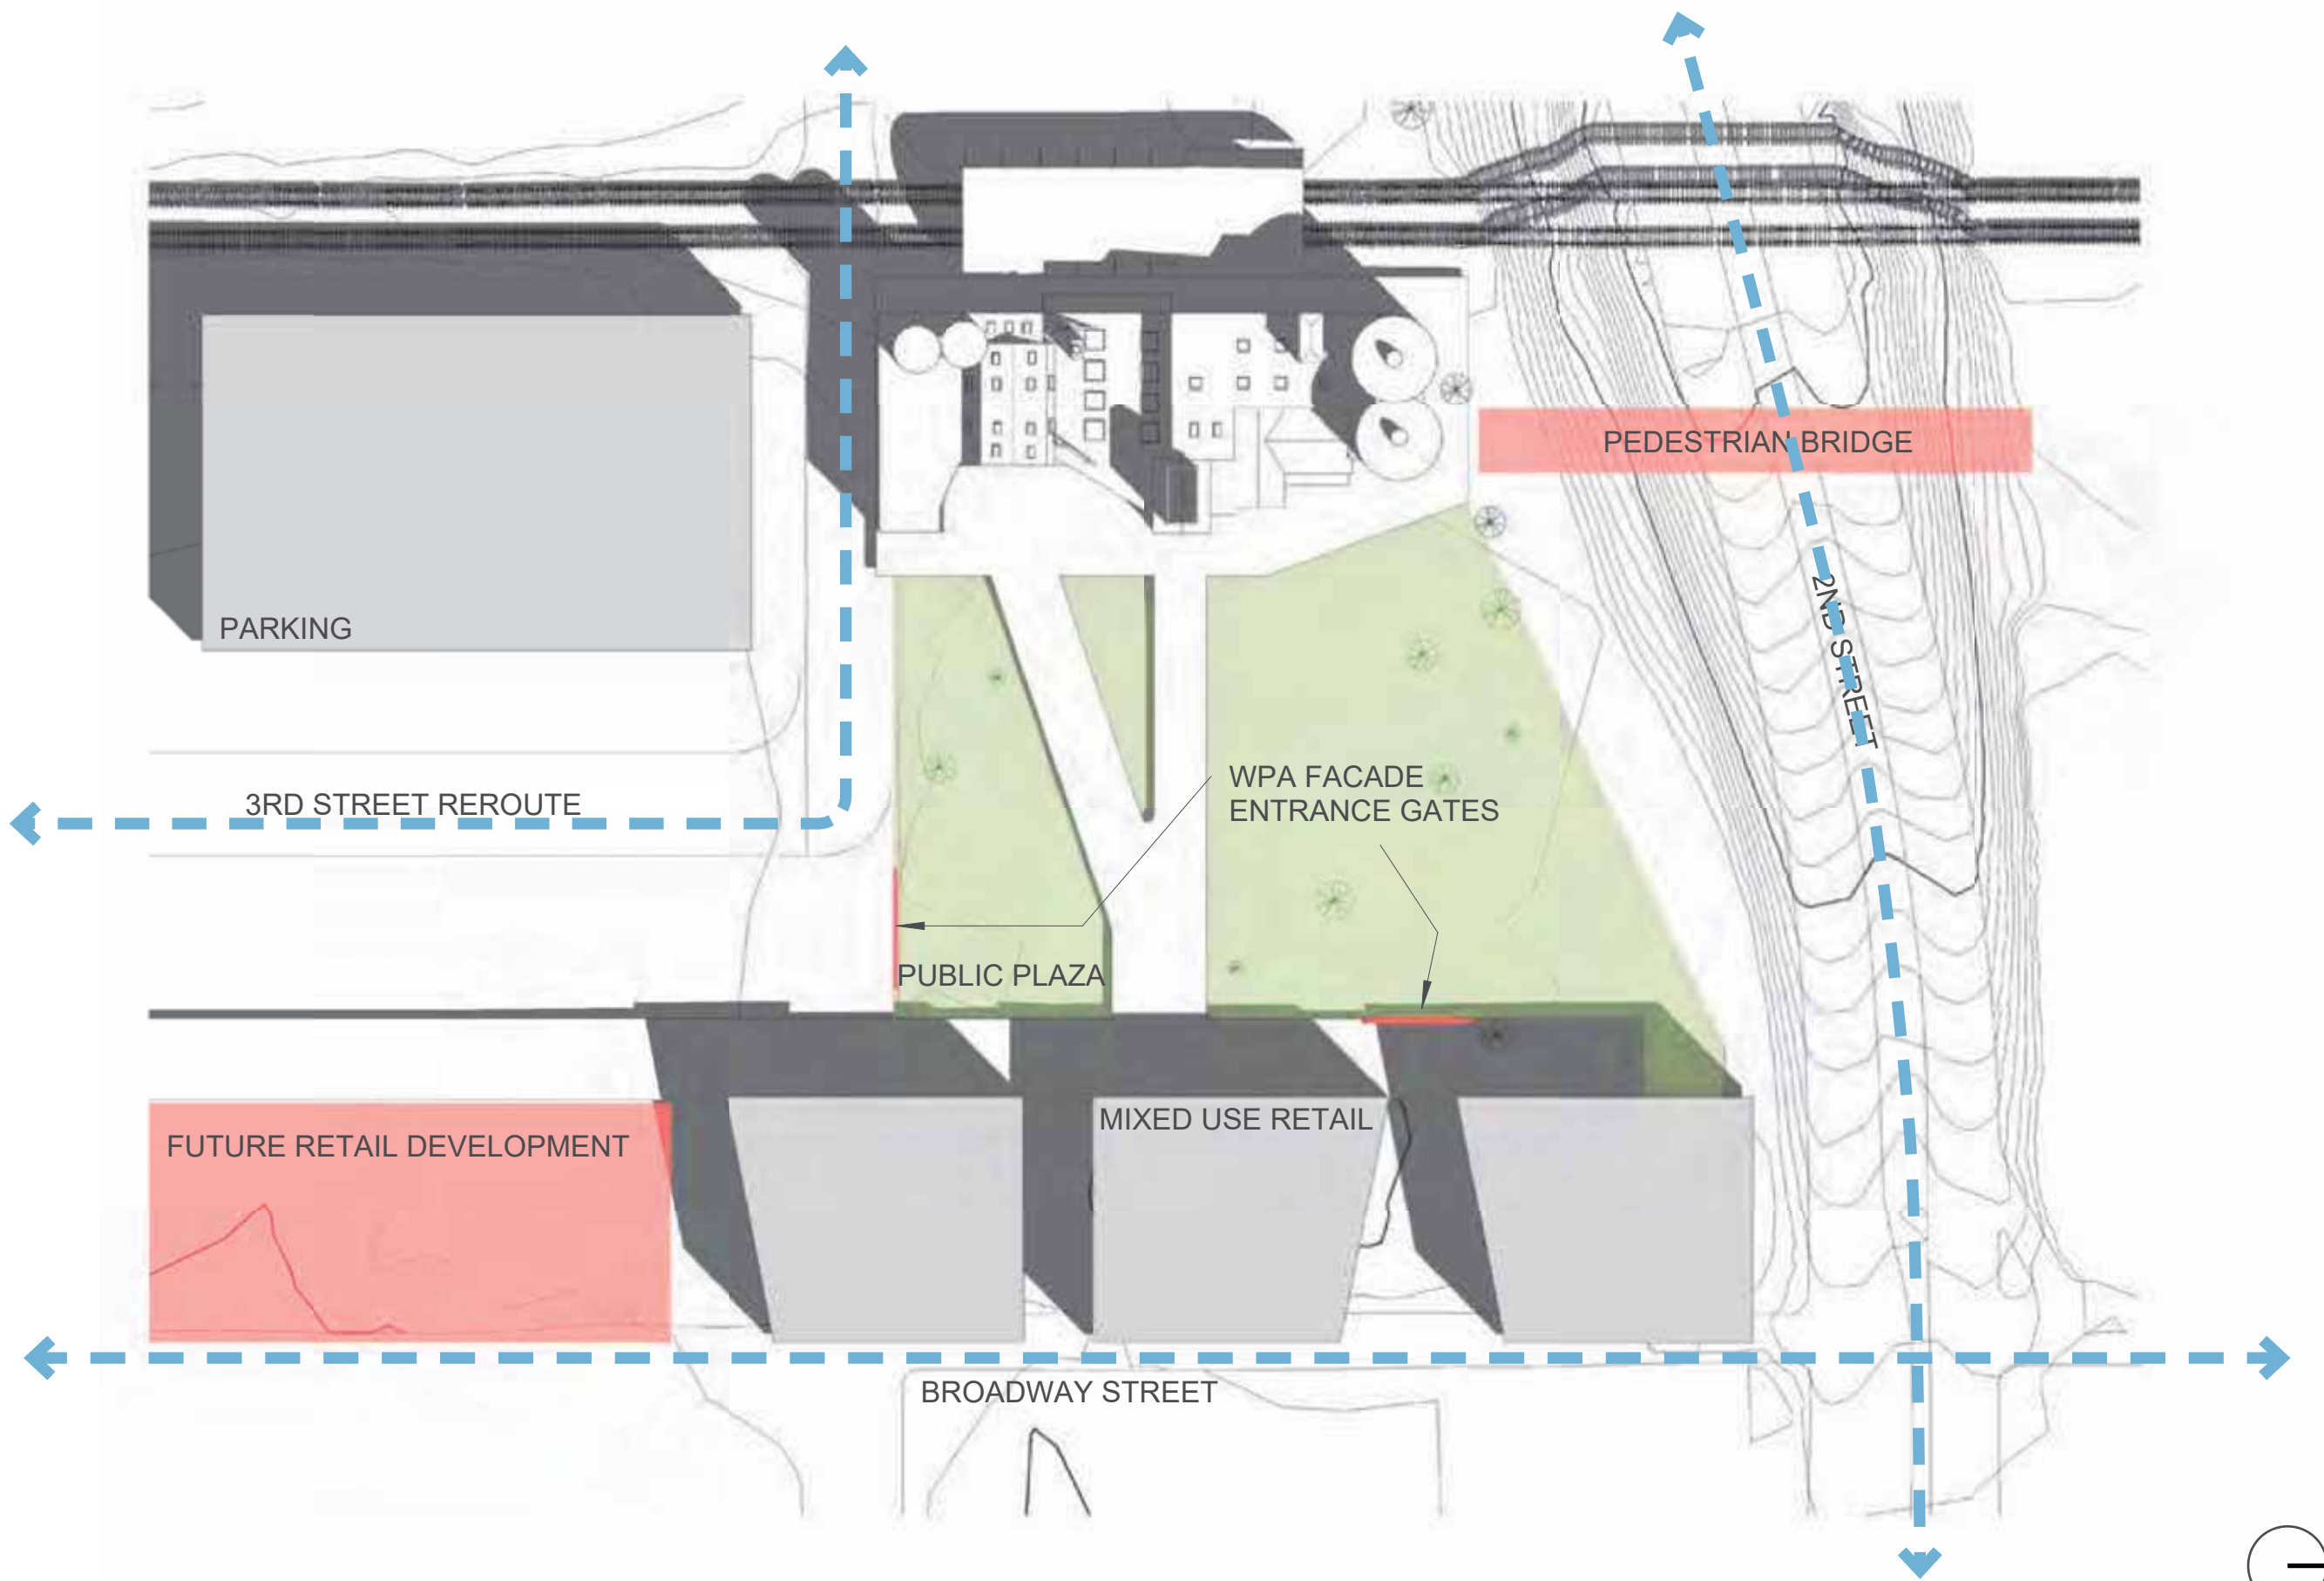 PEDESTRIAN BRIDGE
PARKING
2ND STREET
3RD STREET REROUTE
WPA FACADE
ENTRANCE GATES
PUBLIC PLAZA
MIXED USE RETAIL
FUTURE RETAIL DEVELOPMENT
BROADWAY STREET